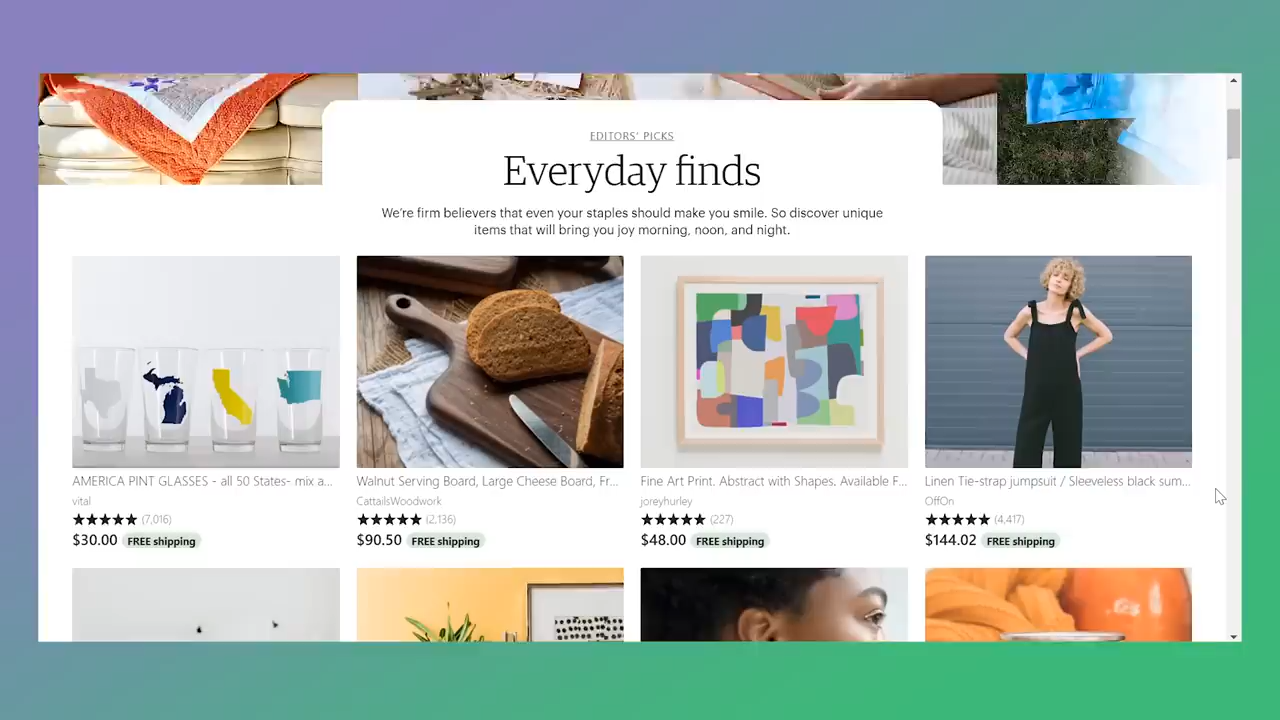 EDITORS' PICKS
Everyday finds
We're firm believers that even your staples should make you smile. So discover unique
items that will bring you joy morning, noon, and night.
AMERICA PINT GLASSES - all 50 States- mix a...
vital
(7,016)
$30.00 FREE shipping
Walnut Serving Board, Large Cheese Board, Fr...
CattailsWoodwork
(2,136)
$90.50 FREE shipping
Fine Art Print. Abstract with Shapes. Available F...
joreyhurley
(227)
$48.00 FREE shipping
Linen Tie-strap jumpsuit / Sleeveless black sum...
OffOn
(4,417)
$144.02 FREE shipping